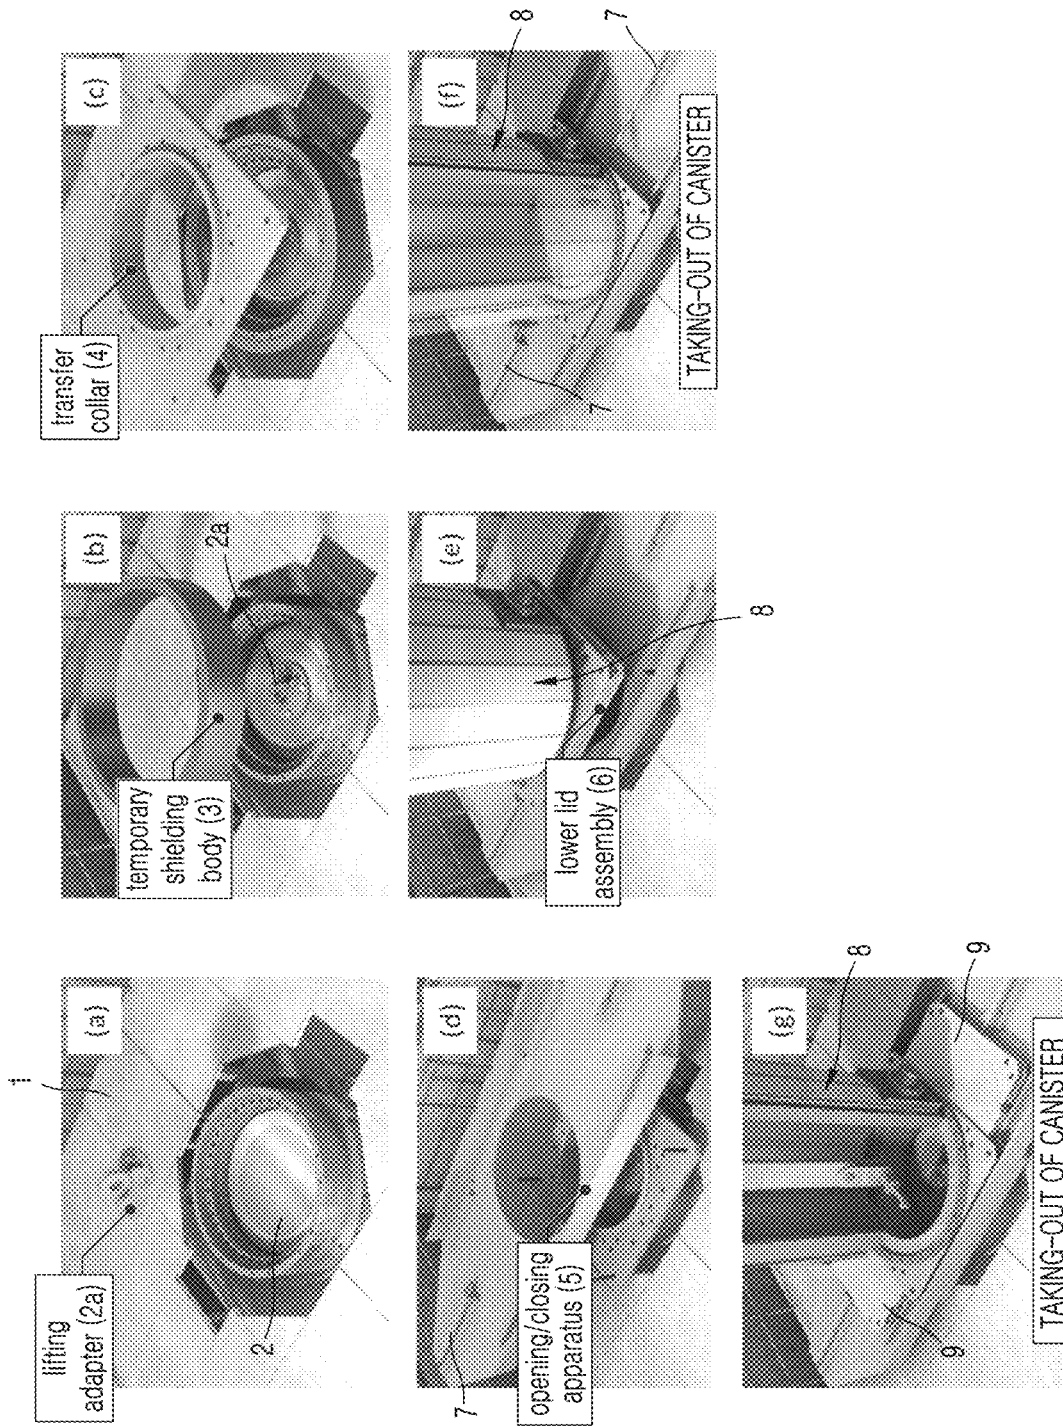 1
lifting
adapter (2a)
(a)
2
temporary
shielding
body (3)
(b)
2a
transfer
collar (4)
(c)
7
opening/closing
apparatus (5)
(d)
lower lid
assembly (6)
(e)
8
7
(f)
8
7
TAKING-OUT OF CANISTER
9
(g)
8
9
TAKING-OUT OF CANISTER